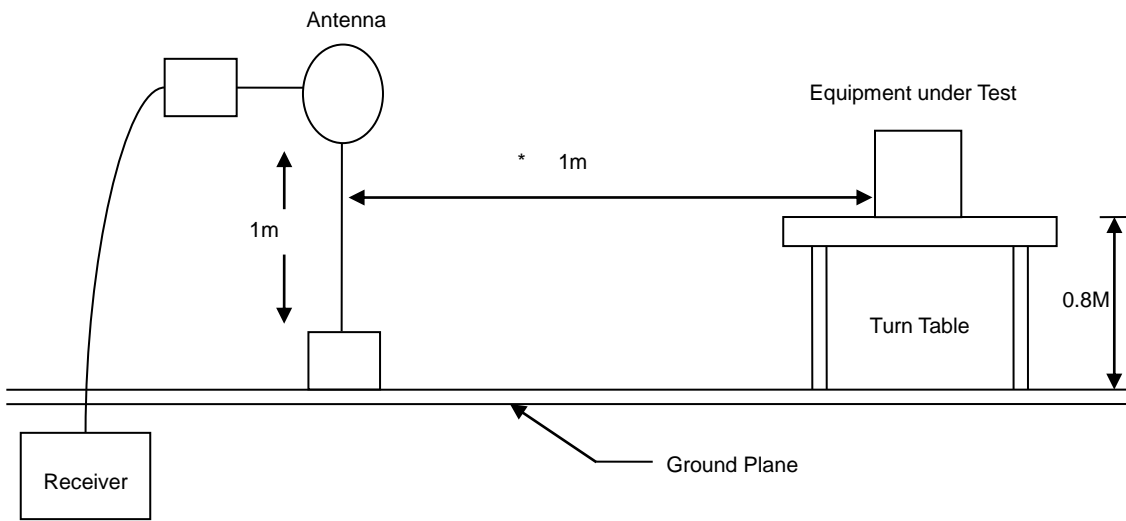 Antenna
Equipment under Test
* 1m
1m
0.8M
Turn Table
Ground Plane
Receiver